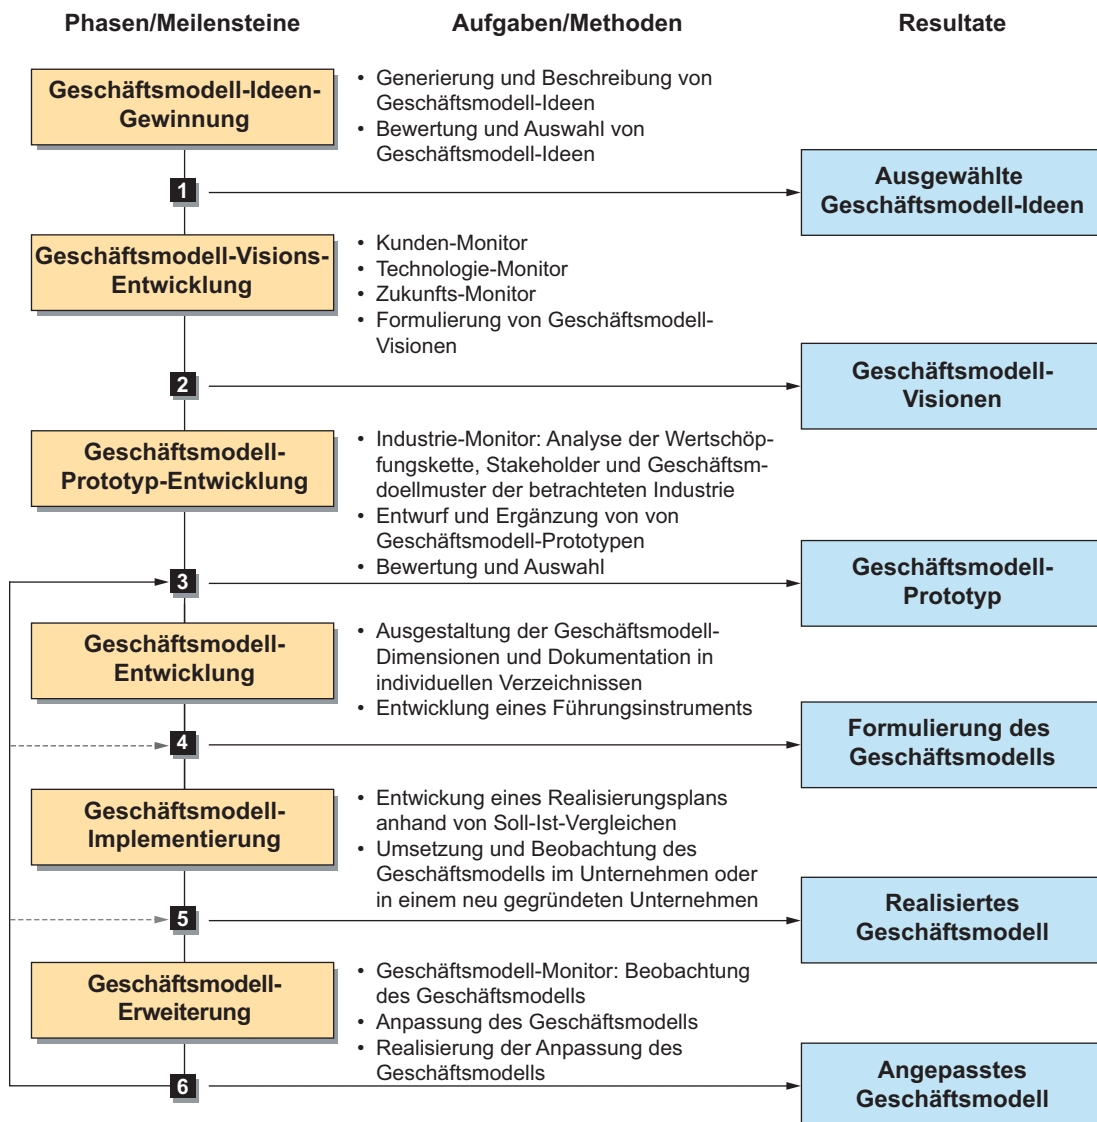 Phasen/Meilensteine
Aufgaben/Methoden
Resultate
Geschäftsmodell-Ideen-
Gewinnung
• Generierung und Beschreibung von
Geschäftsmodell-Ideen
• Bewertung und Auswahl von
Geschäftsmodell-Ideen
1
Ausgewählte
Geschäftsmodell-Ideen
Geschäftsmodell-Visions-
Entwicklung
• Kunden-Monitor
• Technologie-Monitor
• Zukunfts-Monitor
• Formulierung von Geschäftsmodell-
Visionen
2
Geschäftsmodell-
Visionen
Geschäftsmodell-
Prototyp-Entwicklung
• Industrie-Monitor: Analyse der Wertschöp-
fungskette, Stakeholder und Geschäftsm-
doellmuster der betrachteten Industrie
• Entwurf und Ergänzung von von
Geschäftsmodell-Prototypen
• Bewertung und Auswahl
3
Geschäftsmodell-
Prototyp
Geschäftsmodell-
Entwicklung
• Ausgestaltung der Geschäftsmodell-
Dimensionen und Dokumentation in
individuellen Verzeichnissen
• Entwicklung eines Führungsinstruments
4
Formulierung des
Geschäftsmodells
Geschäftsmodell-
Implementierung
• Entwickung eines Realisierungsplans
anhand von Soll-Ist-Vergleichen
• Umsetzung und Beobachtung des
Geschäftsmodells im Unternehmen oder
in einem neu gegründeten Unternehmen
5
Realisiertes
Geschäftsmodell
Geschäftsmodell-
Erweiterung
• Geschäftsmodell-Monitor: Beobachtung
des Geschäftsmodells
• Anpassung des Geschäftsmodells
• Realisierung der Anpassung des
Geschäftsmodells
6
Angepasstes
Geschäftsmodell